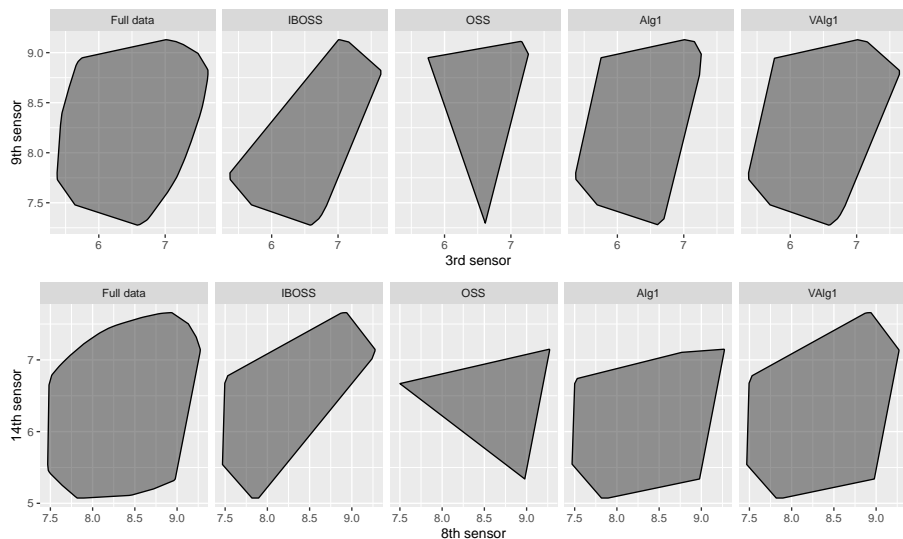 Full data IBOSS OSS Alg1 VAlg1
9.0
8.5
8.0
7.5
9th sensor
6 7 6 7 6 7 6 7 6 7
3rd sensor
Full data IBOSS OSS Alg1 VAlg1
7
6
5
14th sensor
7.5 8.0 8.5 9.0 7.5 8.0 8.5 9.0 7.5 8.0 8.5 9.0 7.5 8.0 8.5 9.0 7.5 8.0 8.5 9.0
8th sensor